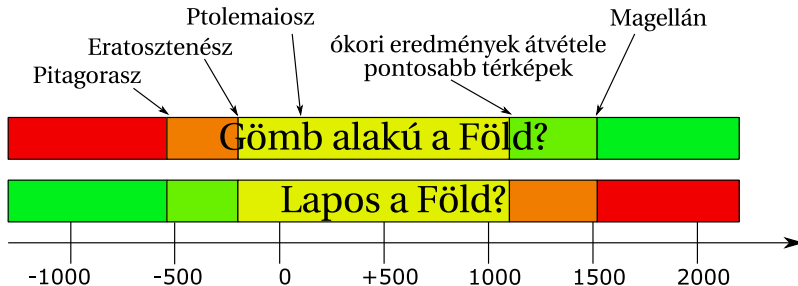 Ptolemaiosz
Magellán
Eratosztenész
ókori eredmények átvétele
pontosabb térképek
Pitagorasz
Gömb alakú a Föld?
Lapos a Föld?
-1000 -500 0 +500 1000 1500 2000